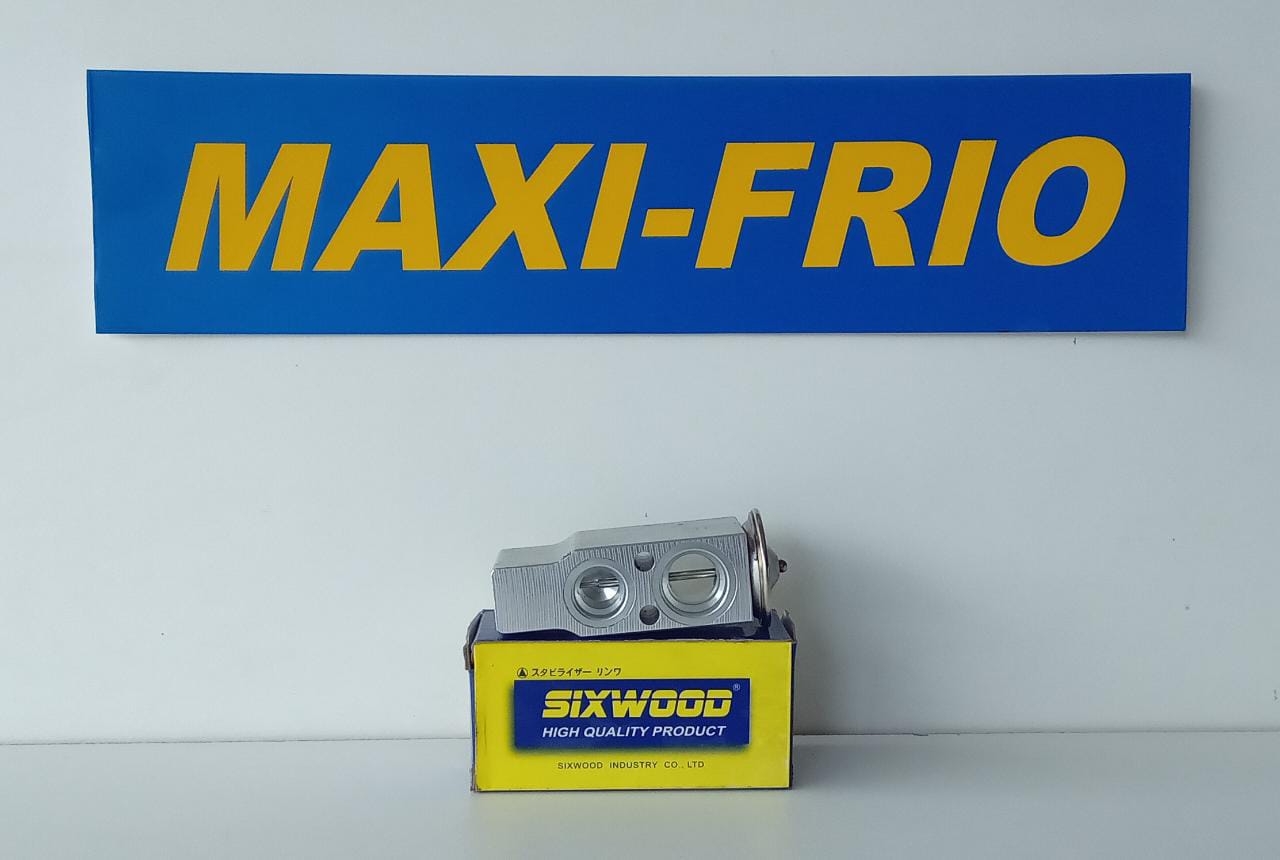 MAXI-FRIO
スタビライザー リンワ
SIXWOOD®
HIGH QUALITY PRODUCT
SIXWOOD INDUSTRY CO., LTD